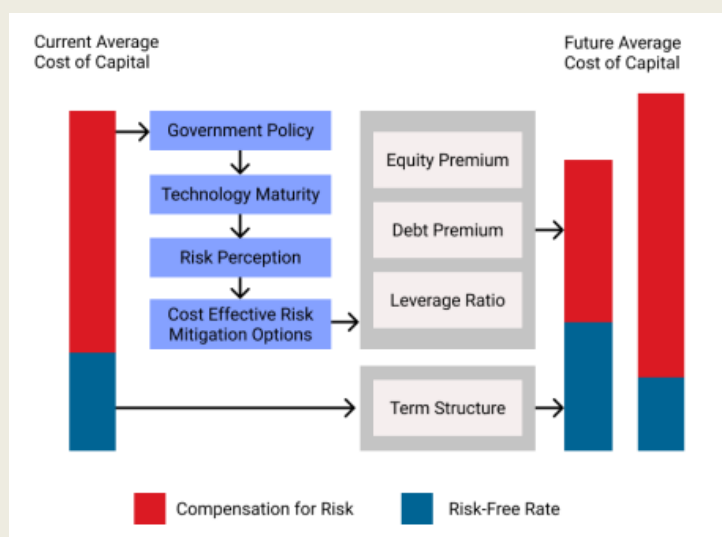 Current Average
Cost of Capital
Future Average
Cost of Capital
Government Policy
Technology Maturity
Risk Perception
Cost Effective Risk
Mitigation Options
Equity Premium
Debt Premium
Leverage Ratio
Term Structure
Compensation for Risk
Risk-Free Rate